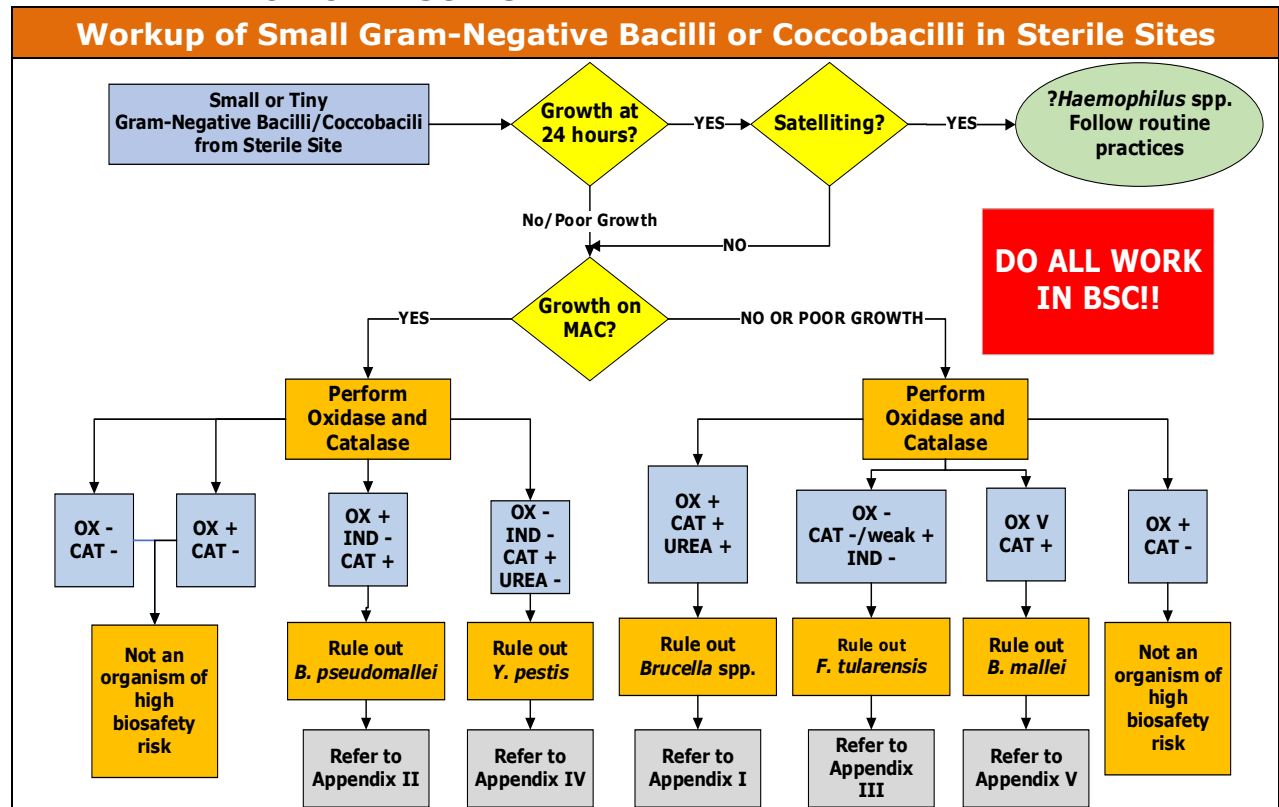 Workup of Small Gram-Negative Bacilli or Coccobacilli in Sterile Sites
Small or Tiny
Gram-Negative Bacilli/Coccobacili
from Sterile Site
Growth at
24 hours?
YES
Satelliting?
YES
?Haemophilus spp.
Follow routine
practices
No/Poor Growth
NO
DO ALL WORK
IN BSC!!
Growth on
MAC?
YES
NO OR POOR GROWTH
Perform
Oxidase and
Catalase
Perform
Oxidase and
Catalase
OX -
CAT -
OX +
CAT -
OX +
IND -
CAT +
OX -
IND -
CAT +
UREA -
OX +
CAT +
UREA +
OX -
CAT -/weak +
IND -
OX V
CAT +
OX +
CAT -
Not an
organism of
high
biosafety
risk
Rule out
B. pseudomallei
Rule out
Y. pestis
Rule out
Brucella spp.
Rule out
F. tularensis
Rule out
B. mallei
Not an
organism of
high
biosafety
risk
Refer to
Appendix II
Refer to
Appendix IV
Refer to
Appendix I
Refer to
Appendix
III
Refer to
Appendix V